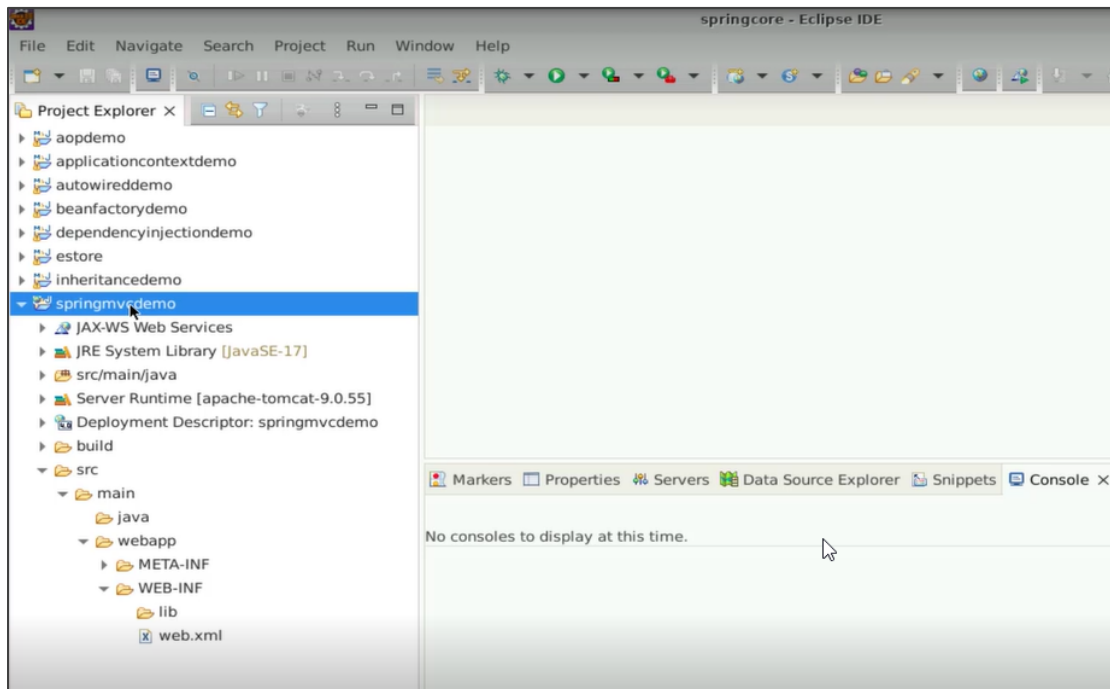 springcore - Eclipse IDE
File Edit Navigate Search Project Run Window Help
Project Explorer
aopdemo
applicationcontextdemo
autowireddemo
beanfactorydemo
dependencyinjectiondemo
estore
inheritancedemo
springmvcdemo
JAX-WS Web Services
JRE System Library [JavaSE-17]
src/main/java
Server Runtime [apache-tomcat-9.0.55]
Deployment Descriptor: springmvcdemo
build
src
main
java
webapp
META-INF
WEB-INF
lib
web.xml
Markers Properties Servers Data Source Explorer Snippets Console
No consoles to display at this time.